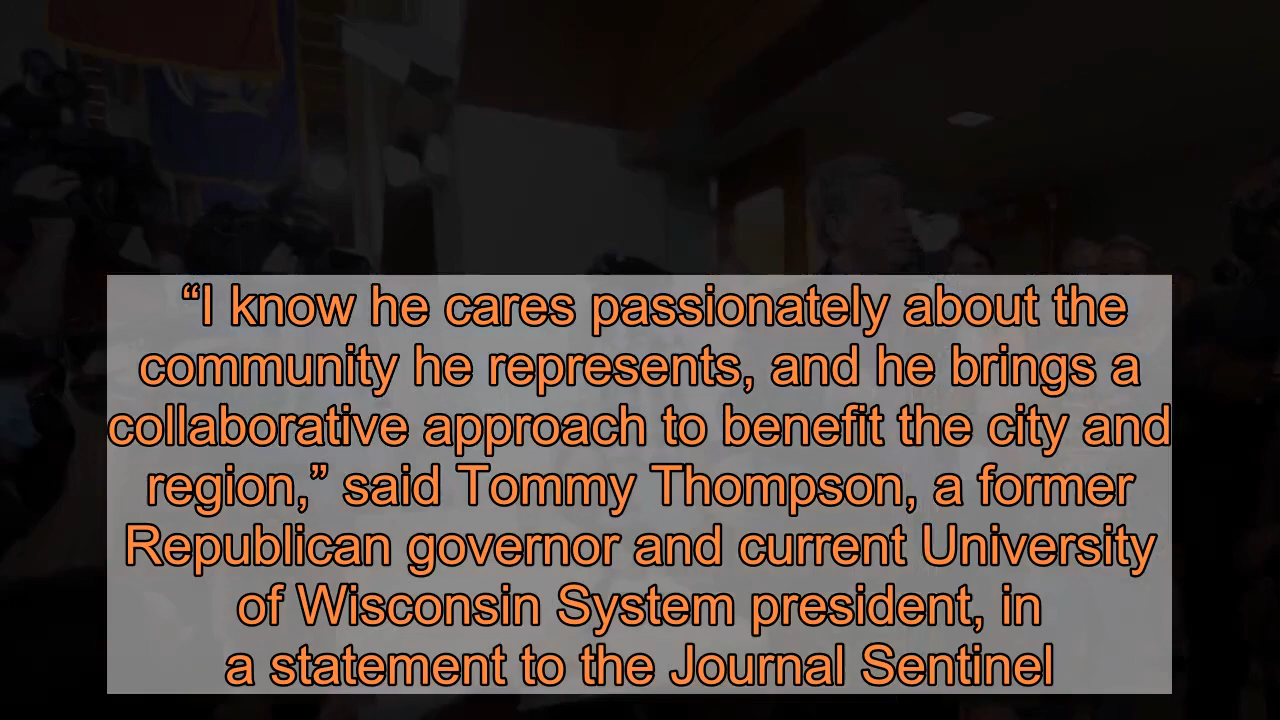 “I know he cares passionately about the
community he represents, and he brings a
collaborative approach to benefit the city and
region,” said Tommy Thompson, a former
Republican governor and current University
of Wisconsin System president, in
a statement to the Journal Sentinel